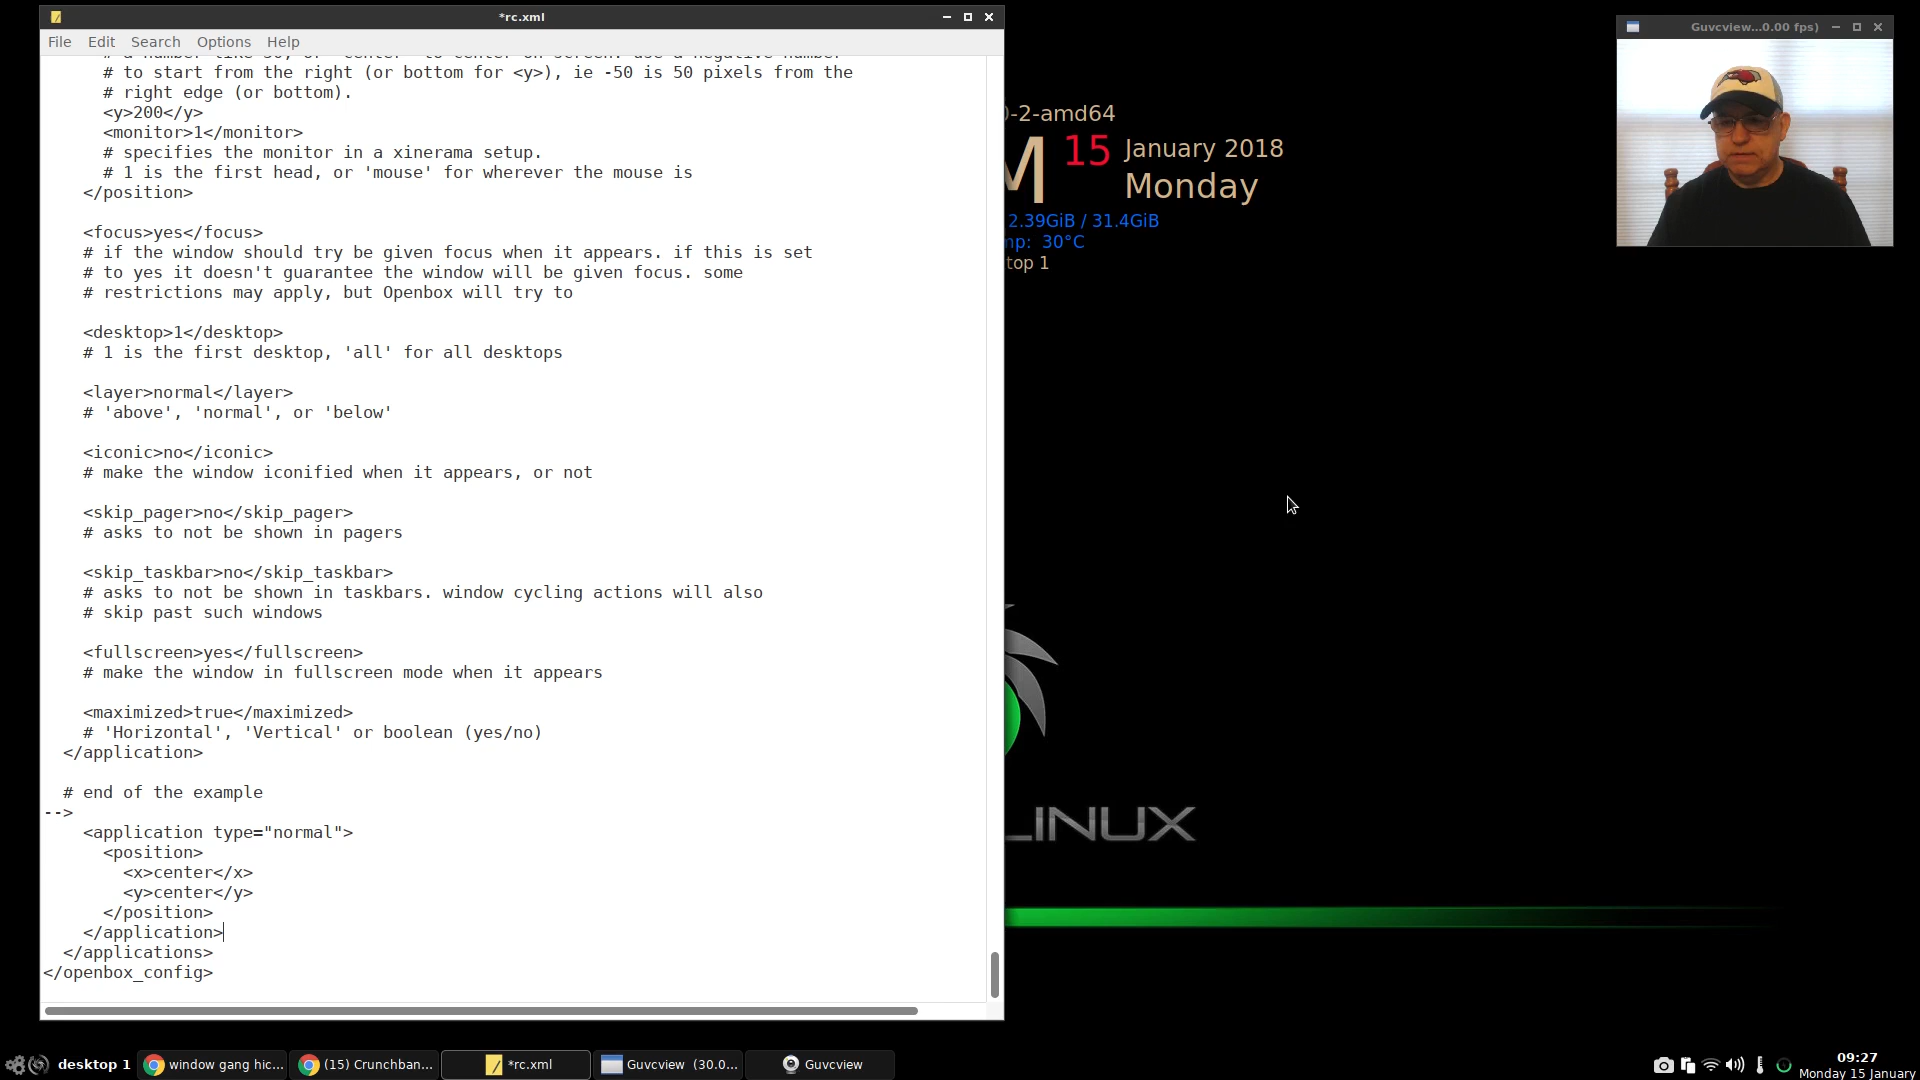 *rc.xml
File Edit Search Options Help
# to start from the right (or bottom for <y>), ie -50 is 50 pixels from the
# right edge (or bottom).
<y>200</y>
<monitor>1</monitor>
# specifies the monitor in a xinerama setup.
# 1 is the first head, or 'mouse' for wherever the mouse is
</position>
<focus>yes</focus>
# if the window should try be given focus when it appears. if this is set
# to yes it doesn't guarantee the window will be given focus. some
# restrictions may apply, but Openbox will try to
<desktop>1</desktop>
# 1 is the first desktop, 'all' for all desktops
<layer>normal</layer>
# 'above', 'normal', or 'below'
<iconic>no</iconic>
# make the window iconified when it appears, or not
<skip_pager>no</skip_pager>
# asks to not be shown in pagers
<skip_taskbar>no</skip_taskbar>
# asks to not be shown in taskbars. window cycling actions will also
# skip past such windows
<fullscreen>yes</fullscreen>
# make the window in fullscreen mode when it appears
<maximized>true</maximized>
# 'Horizontal', 'Vertical' or boolean (yes/no)
</application>
# end of the example
-->
<application type="normal">
<position>
<x>center</x>
<y>center</y>
</position>
</application>
</applications>
</openbox_config>
-2-amd64
M 15 January 2018
Monday
2.39GiB / 31.4GiB
mp: 30°C
top 1
LINUX
Guvcview...0.00 fps)
desktop 1 window gang hic... (15) Crunchban... *rc.xml Guvcview (30.0... Guvcview
09:27
Monday 15 January